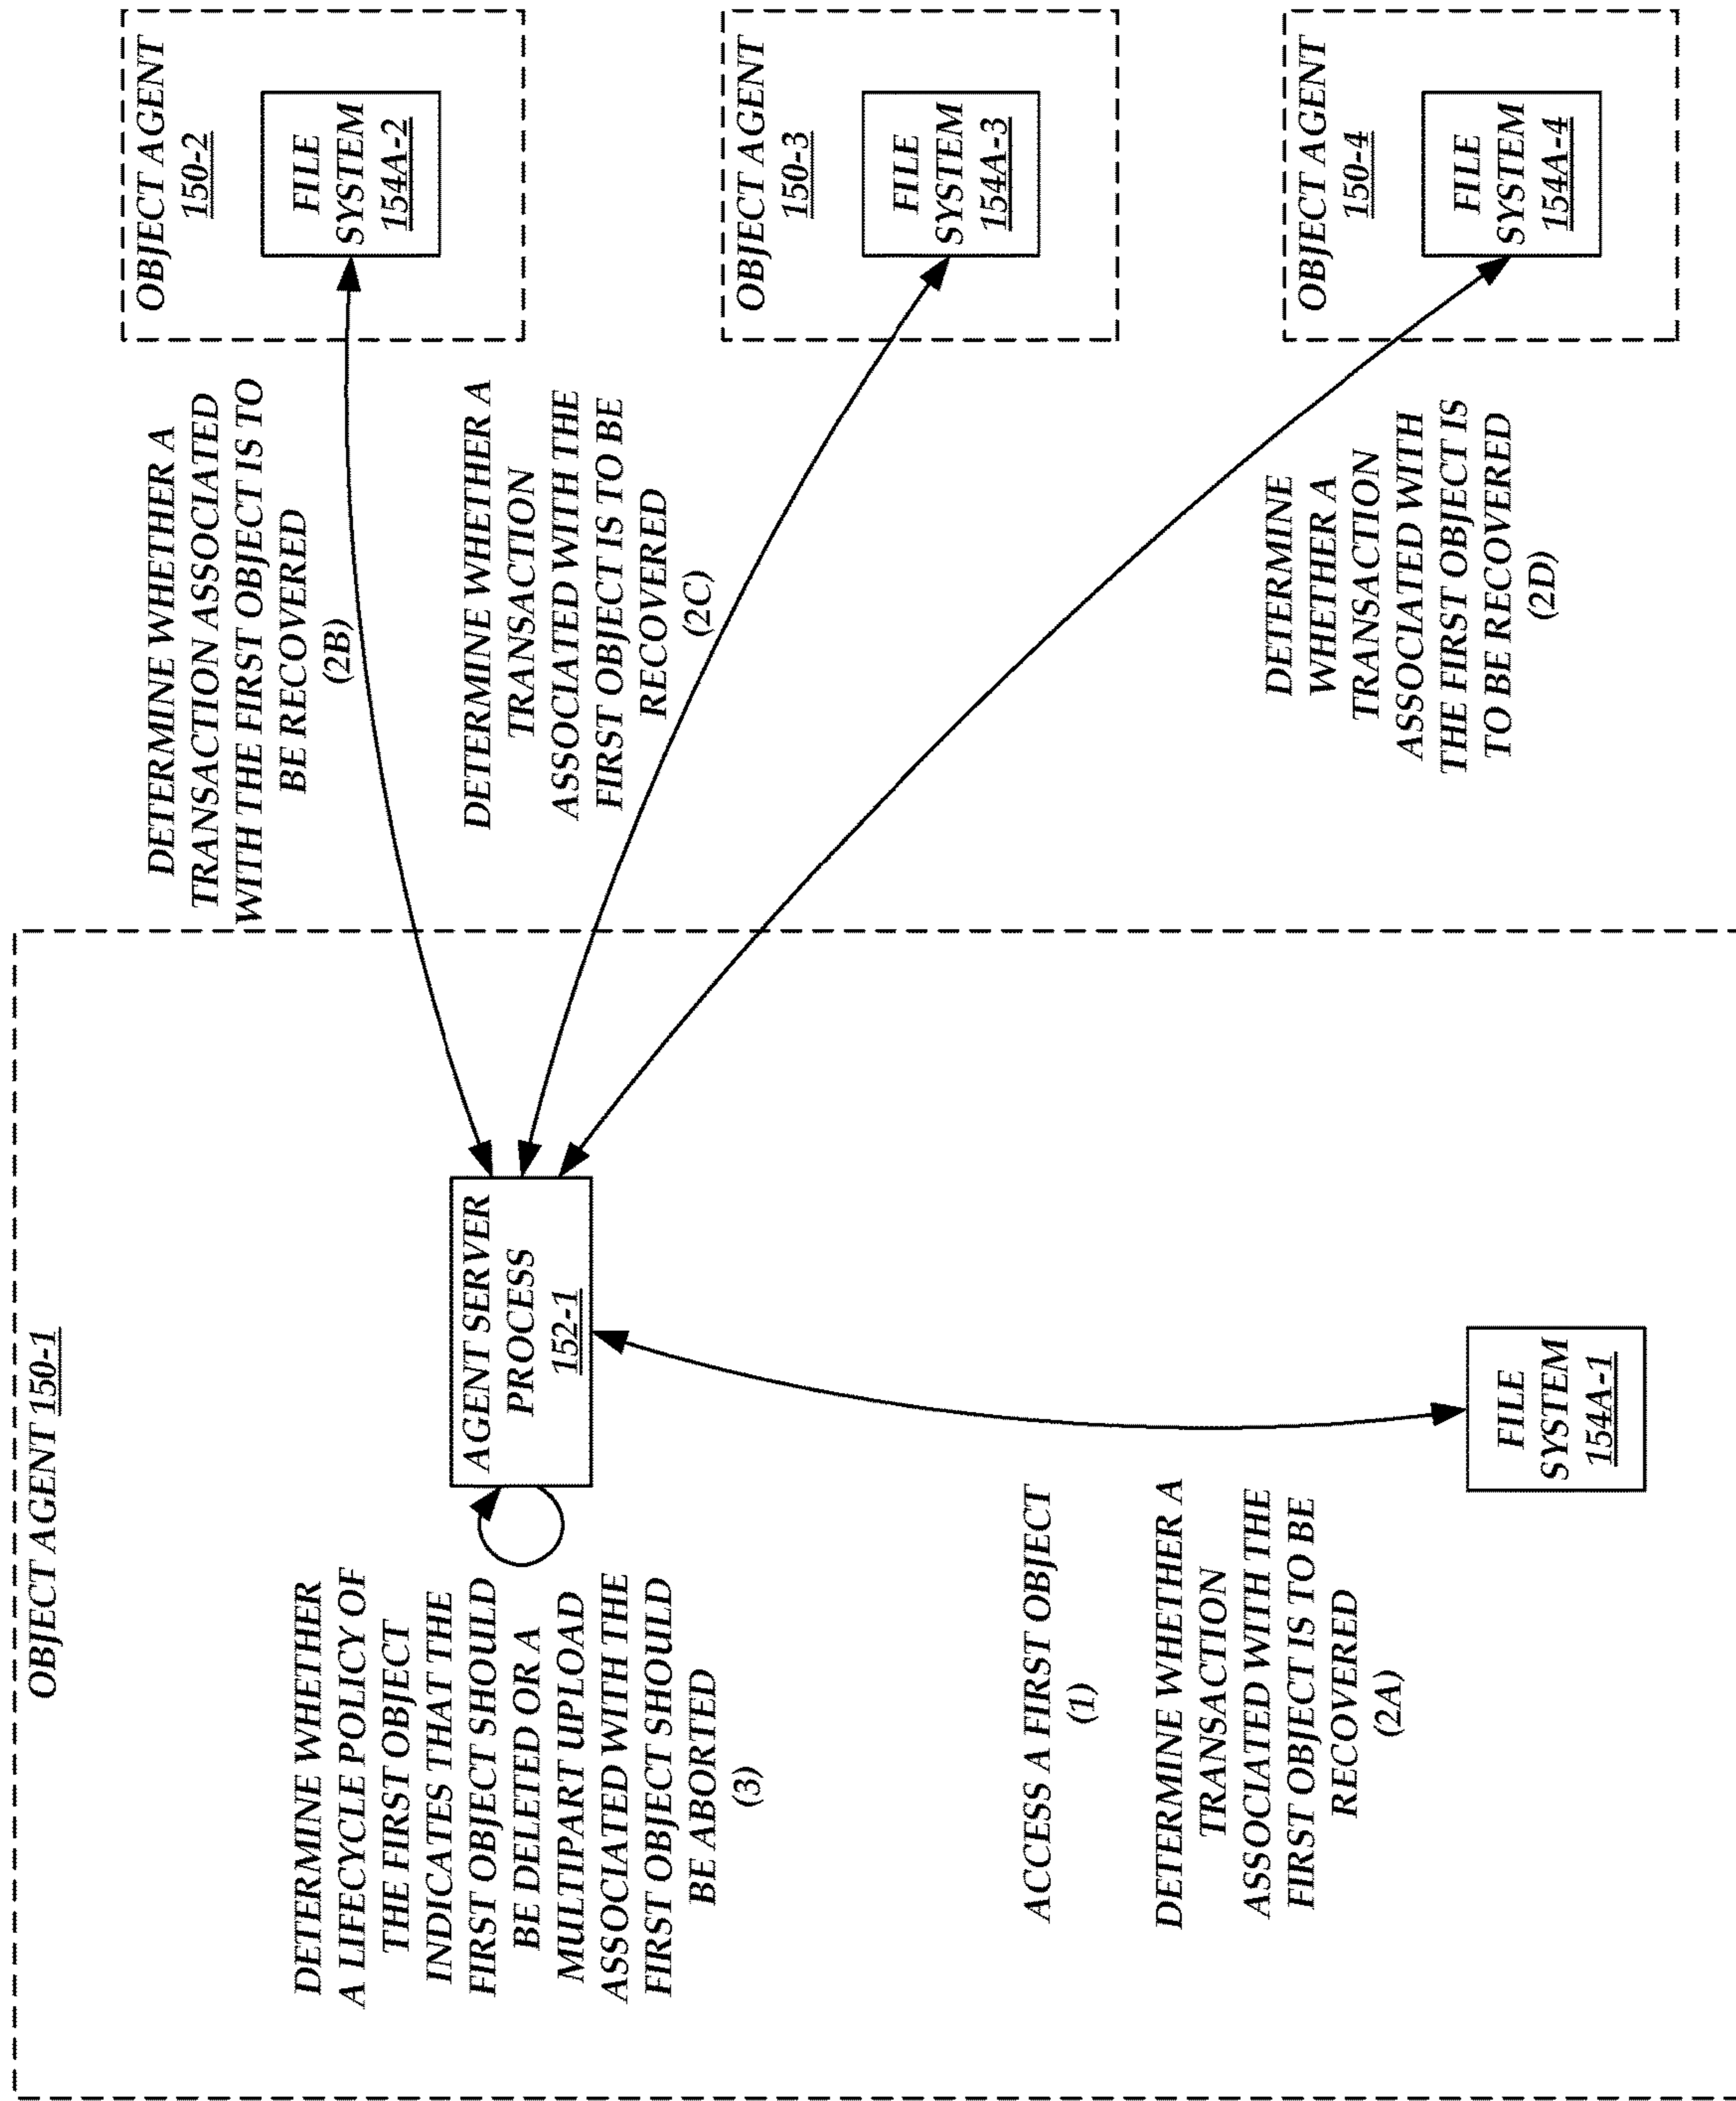 OBJECT AGENT 150-1
DETERMINE WHETHER
A LIFECYCLE POLICY OF
THE FIRST OBJECT
INDICATES THAT THE
FIRST OBJECT SHOULD
BE DELETED OR A
MULTIPART UPLOAD
ASSOCIATED WITH THE
FIRST OBJECT SHOULD
BE ABORTED
(3)
AGENT SERVER
PROCESS
152-1
ACCESS A FIRST OBJECT
(1)
DETERMINE WHETHER A
TRANSACTION
ASSOCIATED WITH THE
FIRST OBJECT IS TO BE
RECOVERED
(2A)
FILE
SYSTEM
154A-1
DETERMINE WHETHER A
TRANSACTION ASSOCIATED
WITH THE FIRST OBJECT IS TO
BE RECOVERED
(2B)
OBJECT AGENT
150-2
FILE
SYSTEM
154A-2
DETERMINE WHETHER A
TRANSACTION
ASSOCIATED WITH THE
FIRST OBJECT IS TO BE
RECOVERED
(2C)
OBJECT AGENT
150-3
FILE
SYSTEM
154A-3
DETERMINE
WHETHER A
TRANSACTION
ASSOCIATED WITH
THE FIRST OBJECT IS
TO BE RECOVERED
(2D)
OBJECT AGENT
150-4
FILE
SYSTEM
154A-4